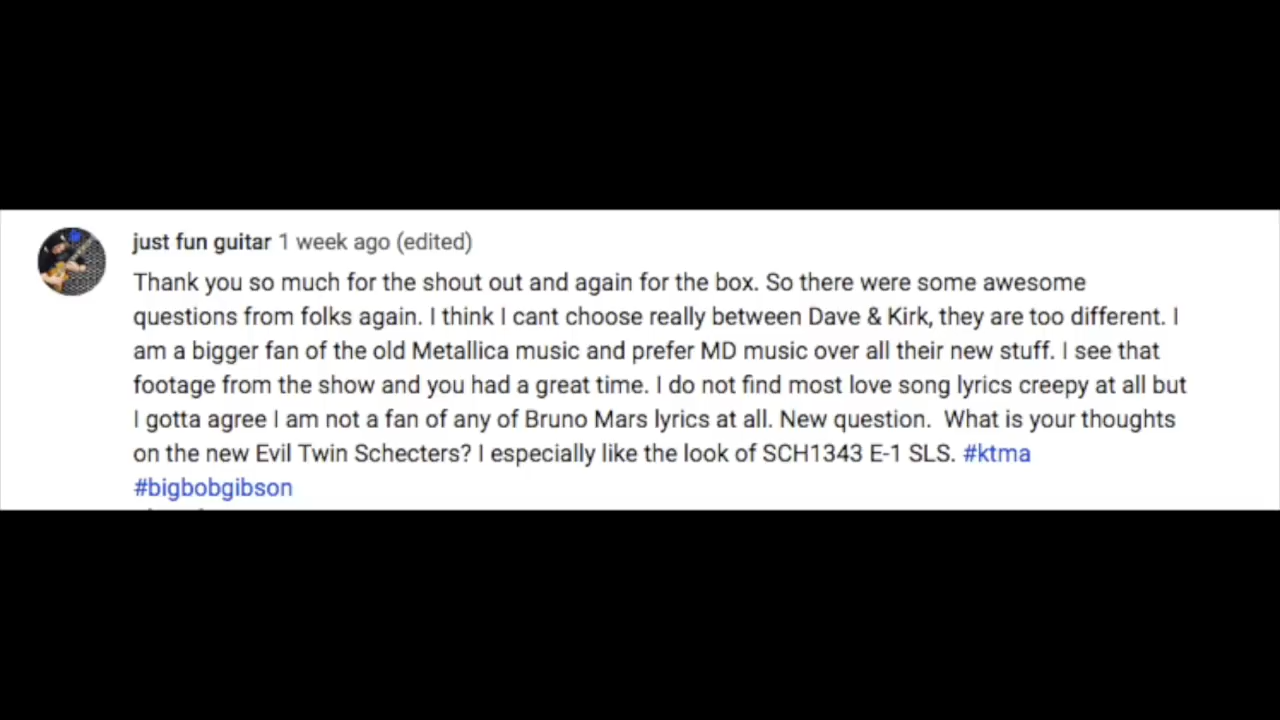 just fun guitar 1 week ago (edited)
Thank you so much for the shout out and again for the box. So there were some awesome
questions from folks again. I think I cant choose really between Dave & Kirk, they are too different. I
am a bigger fan of the old Metallica music and prefer MD music over all their new stuff. I see that
footage from the show and you had a great time. I do not find most love song lyrics creepy at all but
I gotta agree I am not a fan of any of Bruno Mars lyrics at all. New question.  What is your thoughts
on the new Evil Twin Schecters? I especially like the look of SCH1343 E-1 SLS. #ktma
#bigbobgibson